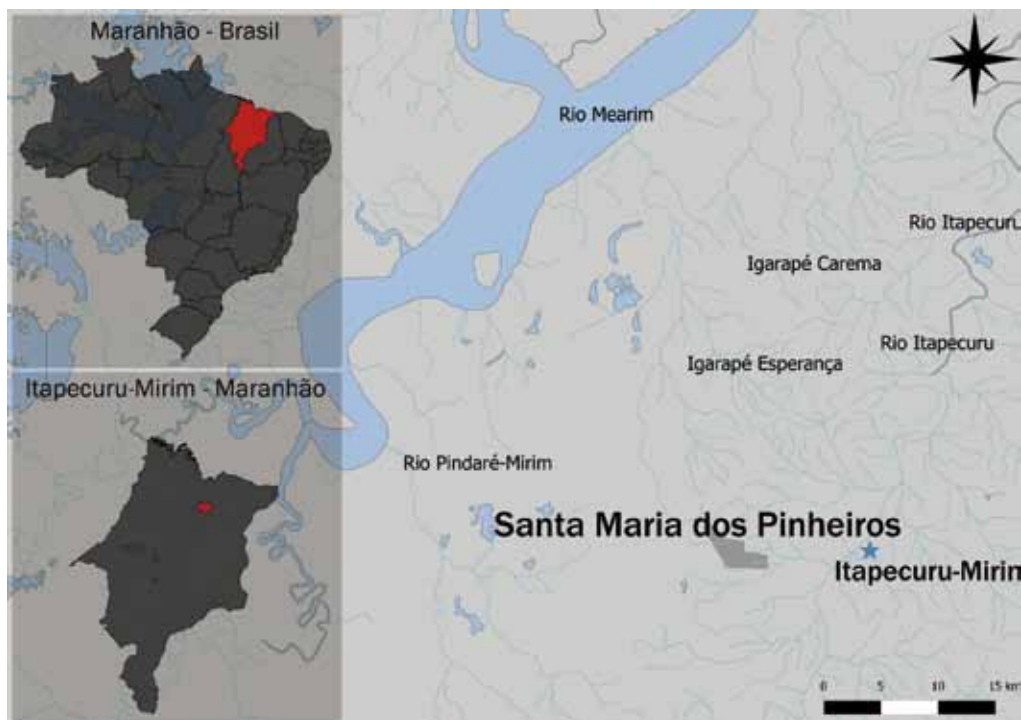 Maranhão - Brasil
Rio Mearim
Rio Itapecuru
Igarapé Carema
Rio Itapecuru
Igarapé Esperança
Itapecuru-Mirim - Maranhão
Rio Pindaré-Mirim
Santa Maria dos Pinheiros
Itapecuru-Mirin
0 5 10 15 km